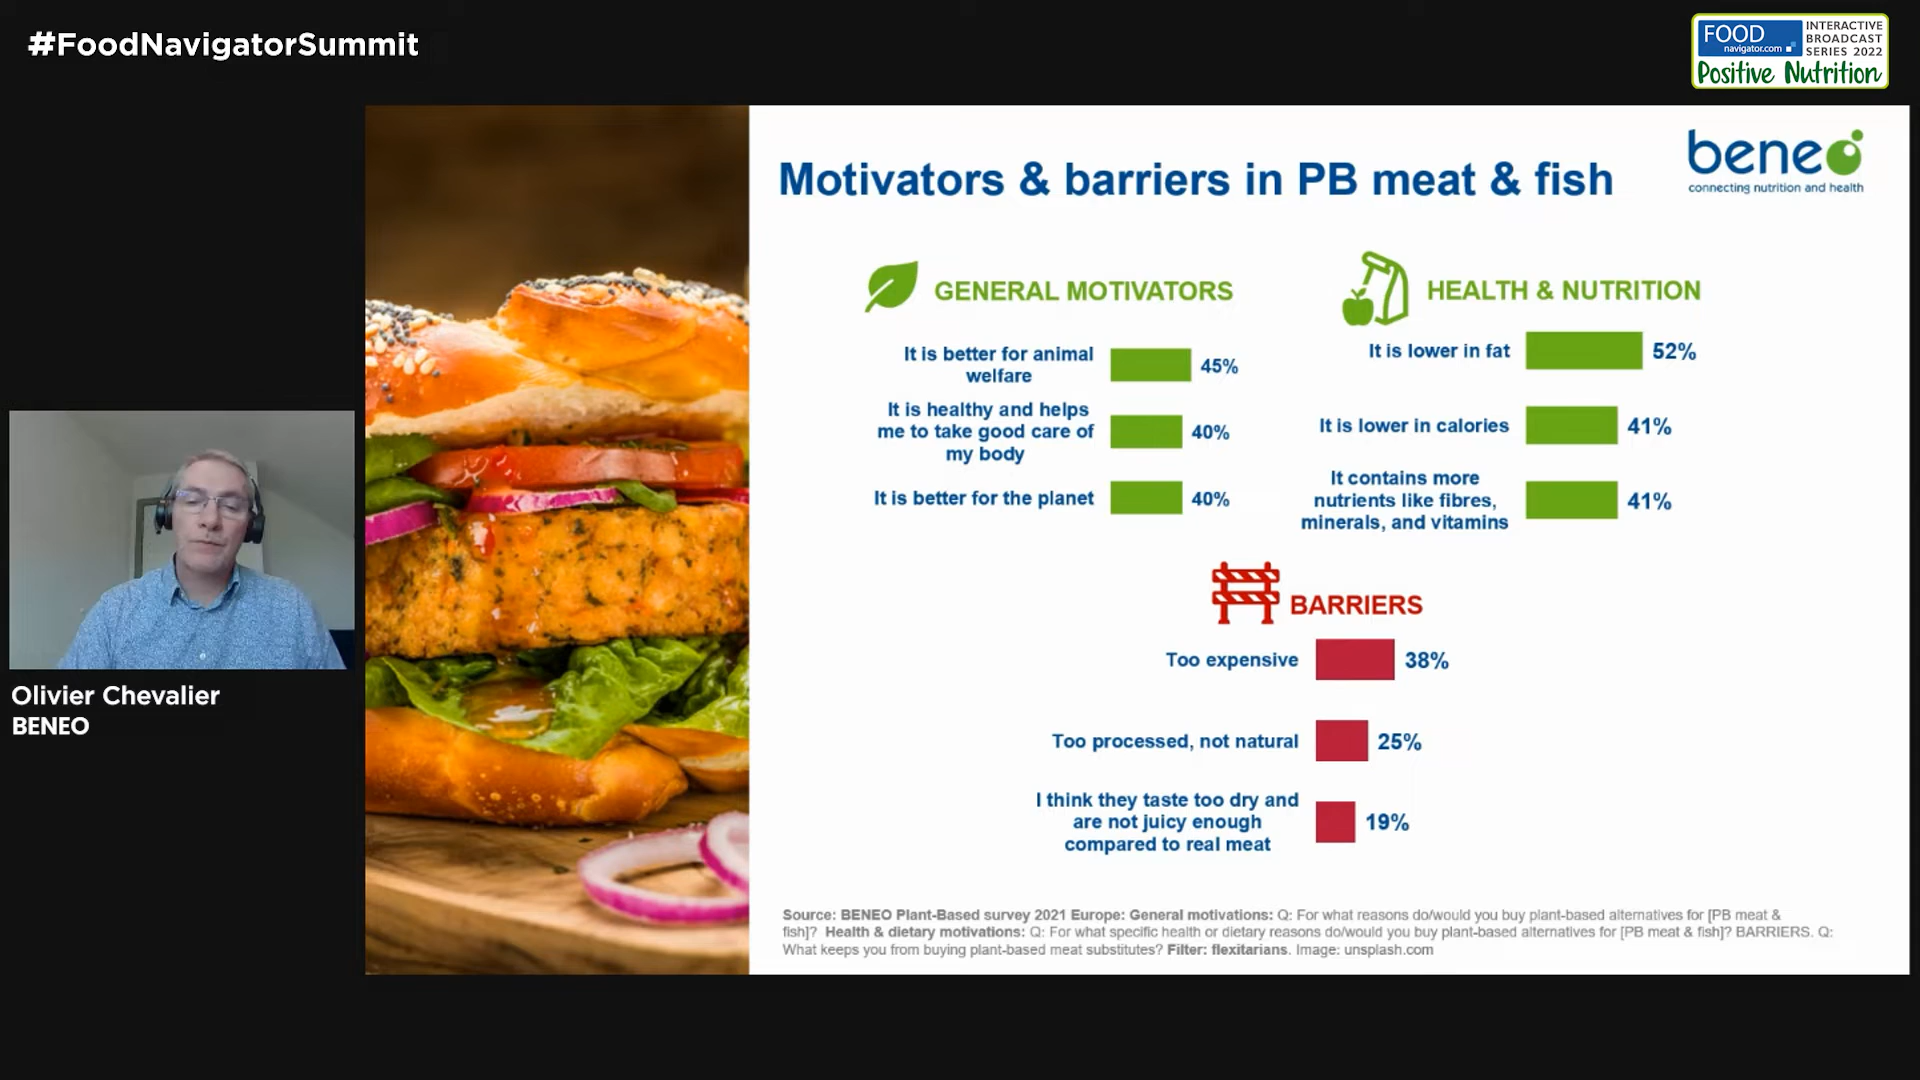 #FoodNavigatorSummit
FOOD
navigator.com
INTERACTIVE
BROADCAST
SERIES 2022
Positive Nutrition
beneo
connecting nutrition and health
Motivators & barriers in PB meat & fish
GENERAL MOTIVATORS
It is better for animal
welfare
45%
It is healthy and helps
me to take good care of
my body
40%
It is better for the planet
40%
HEALTH & NUTRITION
It is lower in fat
52%
It is lower in calories
41%
It contains more
nutrients like fibres,
minerals, and vitamins
41%
BARRIERS
Too expensive
38%
Too processed, not natural
25%
I think they taste too dry and
are not juicy enough
compared to real meat
19%
Source: BENEO Plant-Based survey 2021 Europe: General motivations: Q: For what reasons do/would you buy plant-based alternatives for [PB meat &
fish]? Health & dietary motivations: Q: For what specific health or dietary reasons do/would you buy plant-based alternatives for [PB meat & fish]? BARRIERS. Q:
What keeps you from buying plant-based meat substitutes? Filter: flexitarians. Image: unsplash.com
Olivier Chevalier
BENEO